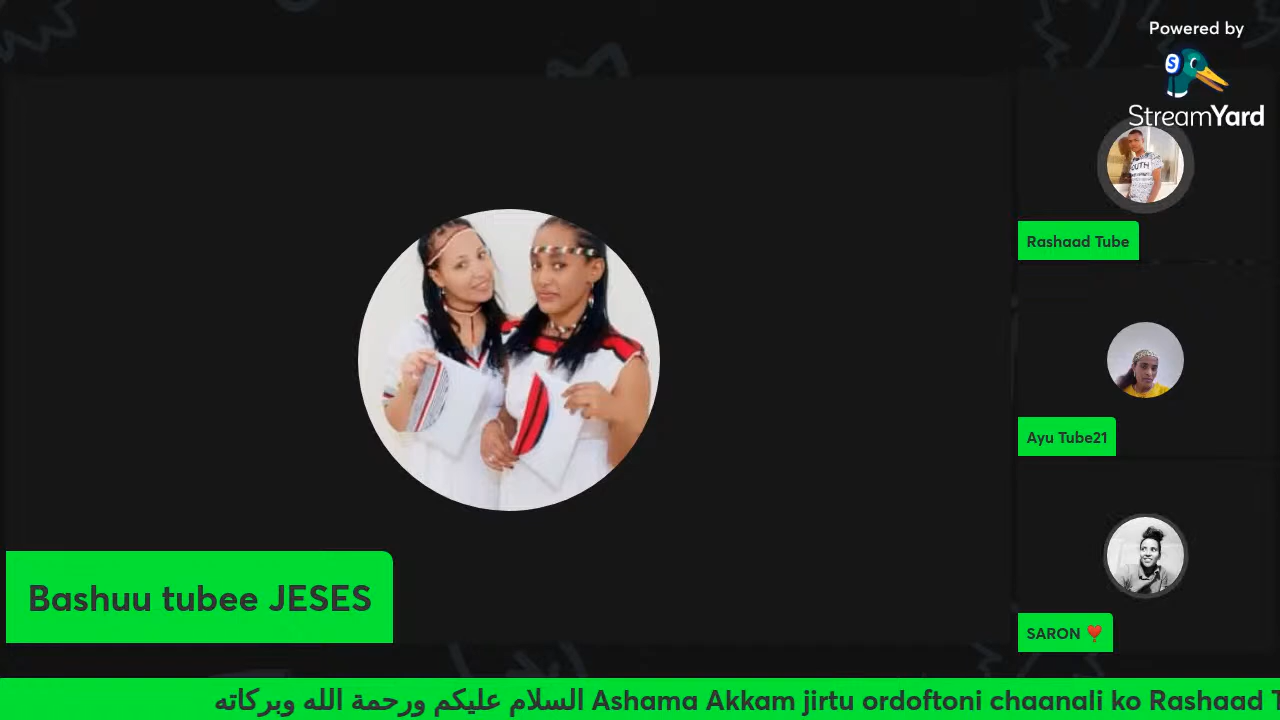 Powered by
StreamYard
Rashaad Tube
Ayu Tube21
SARON ❣️
Bashuu tubee JESES
السلام عليكم ورحمة الله وبركاته Ashama Akkam jirtu ordoftoni chaanali ko Rashaad